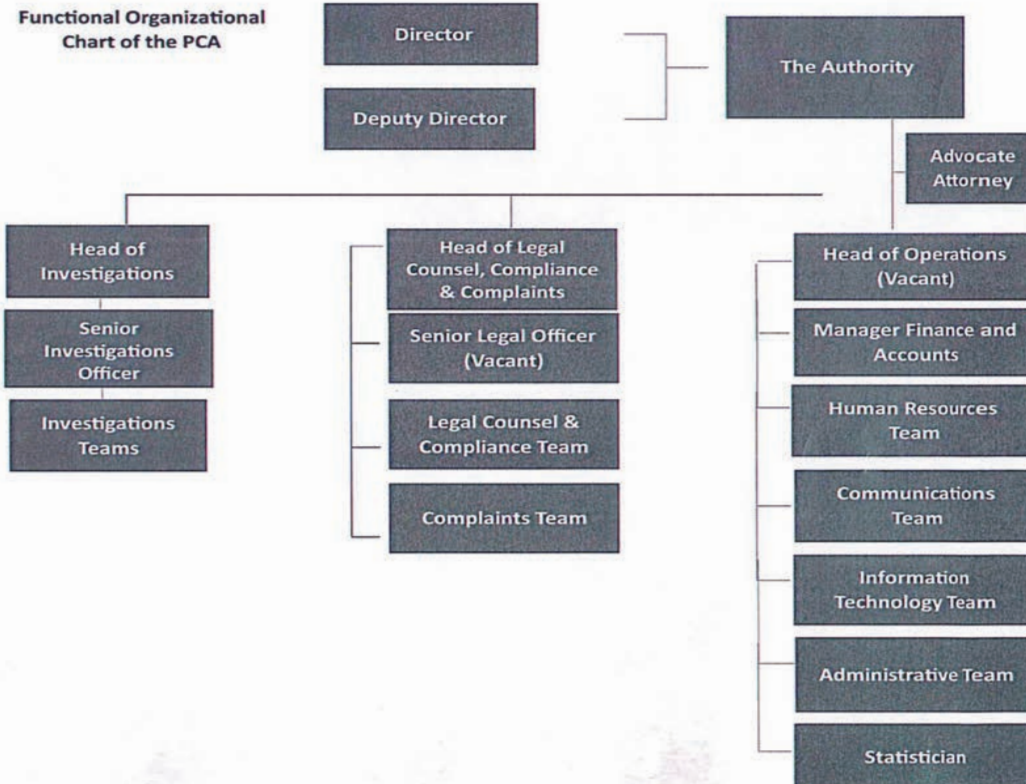 Functional Organizational
Chart of the PCA
Director
Deputy Director
The Authority
Advocate
Attorney
Head of
Investigations
Senior
Investigations
Officer
Investigations
Teams
Head of Legal
Counsel, Compliance
& Complaints
Senior Legal Officer
(Vacant)
Legal Counsel &
Compliance Team
Complaints Team
Head of Operations
(Vacant)
Manager Finance and
Accounts
Human Resources
Team
Communications
Team
Information
Technology Team
Administrative Team
Statistician